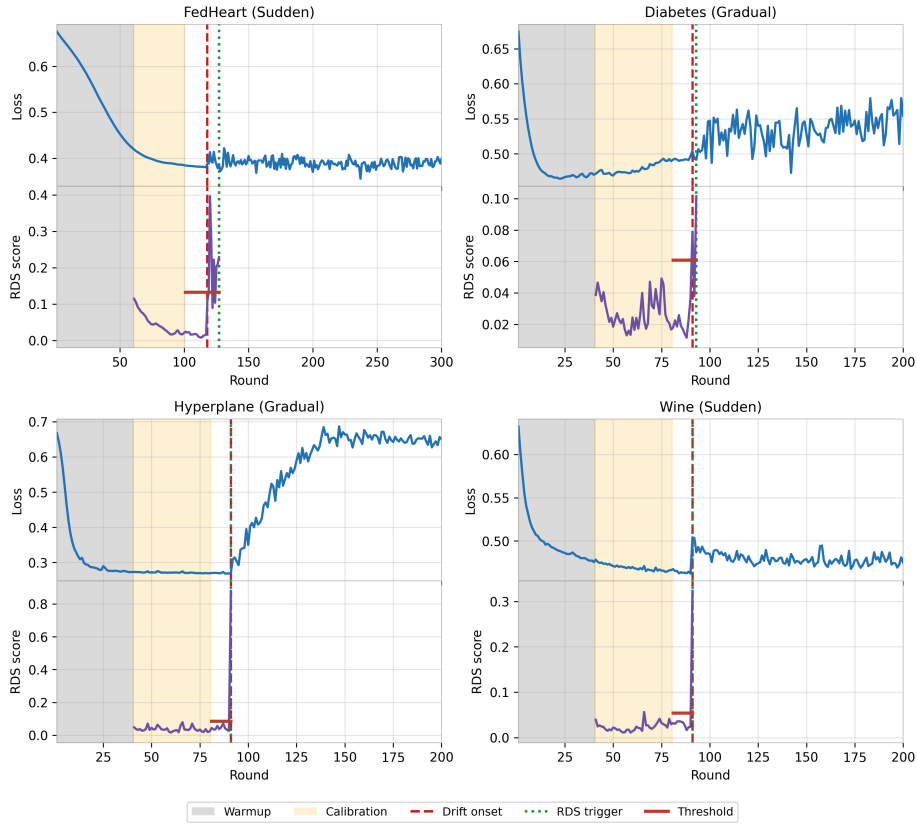 FedHeart (Sudden)
Loss
0.6
0.5
0.4
RDS score
0.4
0.3
0.2
0.1
0.0
50 100 150 200 250 300
Round
Diabetes (Gradual)
Loss
0.65
0.60
0.55
0.50
RDS score
0.10
0.08
0.06
0.04
0.02
25 50 75 100 125 150 175 200
Round
Hyperplane (Gradual)
Loss
0.7
0.6
0.5
0.4
0.3
RDS score
0.8
0.6
0.4
0.2
0.0
25 50 75 100 125 150 175 200
Round
Wine (Sudden)
Loss
0.60
0.55
0.50
RDS score
0.3
0.2
0.1
0.0
25 50 75 100 125 150 175 200
Round
Warmup Calibration Drift onset RDS trigger Threshold